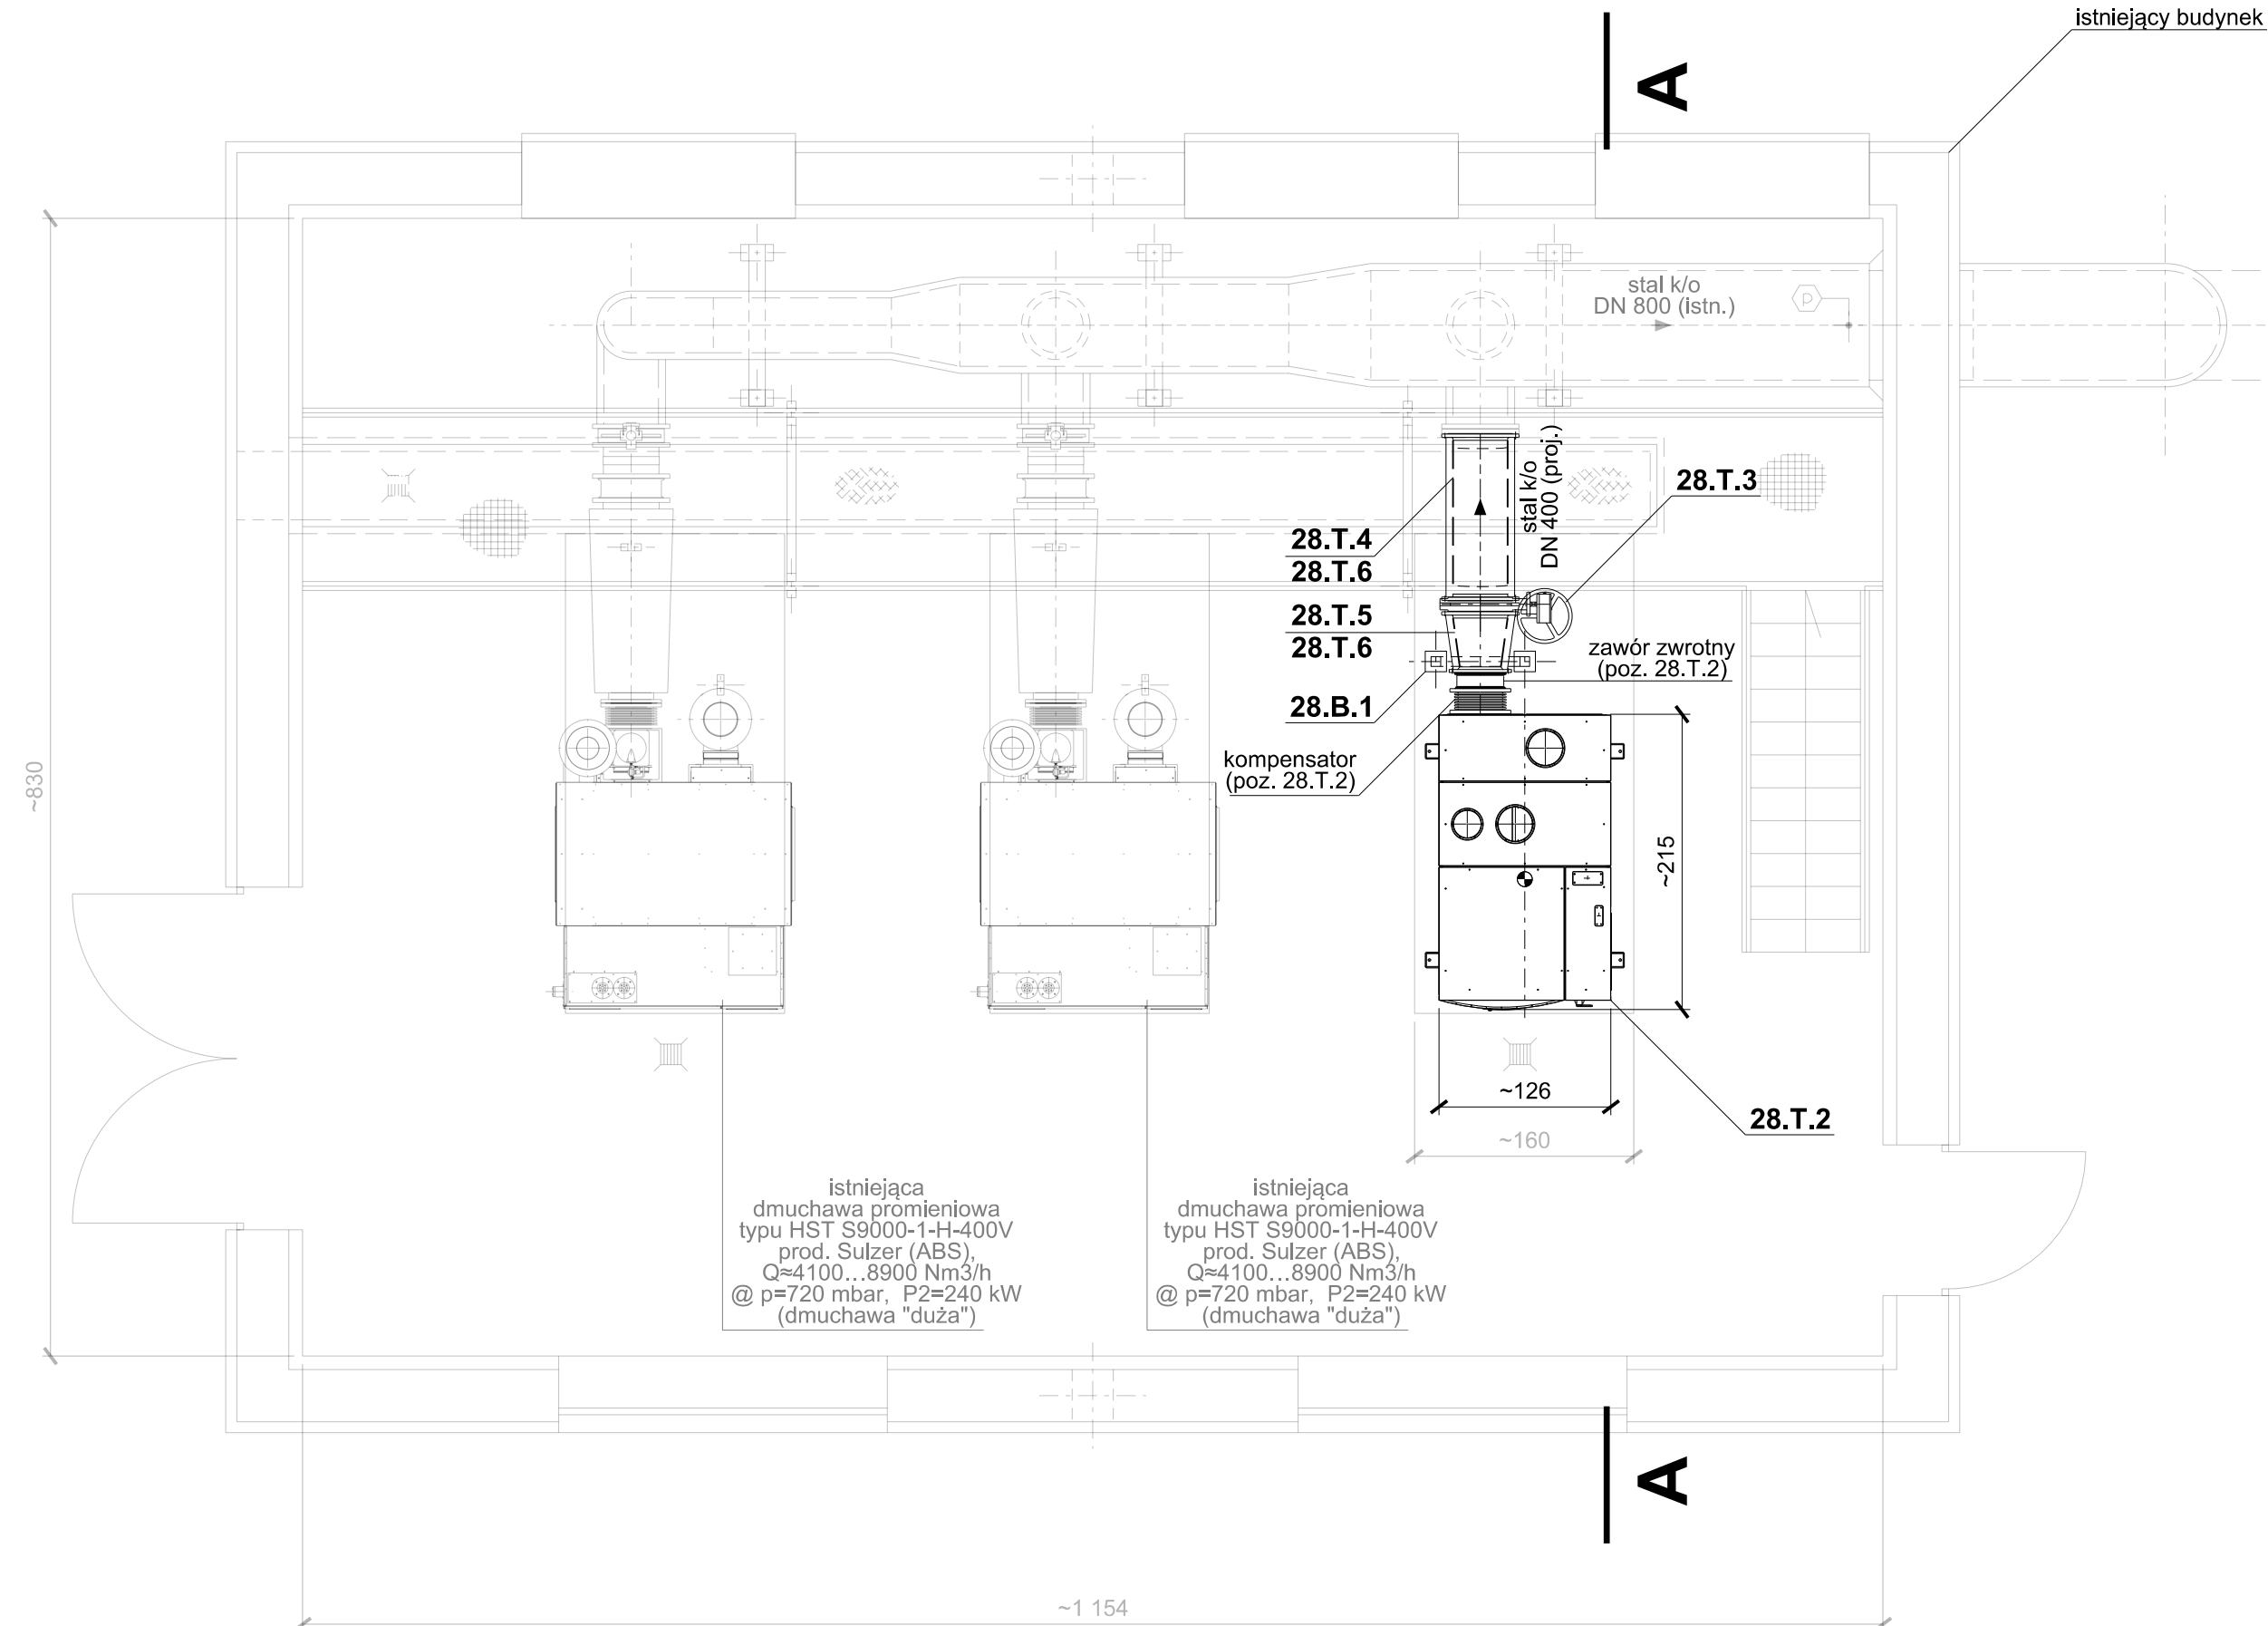 istniejący budynek
A
stal k/o
DN 800 (istn.)
P
stal k/o
DN 400 (proj.)
28.T.3
28.T.4
28.T.6
28.T.5
28.T.6
zawór zwrotny
(poz. 28.T.2)
28.B.1
kompensator
(poz. 28.T.2)
~830
~215
~126
28.T.2
~160
istniejąca
dmuchawa promieniowa
typu HST S9000-1-H-400V
prod. Sulzer (ABS),
Q≈4100...8900 Nm3/h
@ p=720 mbar, P2=240 kW
(dmuchawa "duża")
istniejąca
dmuchawa promieniowa
typu HST S9000-1-H-400V
prod. Sulzer (ABS),
Q≈4100...8900 Nm3/h
@ p=720 mbar, P2=240 kW
(dmuchawa "duża")
A
~1 154